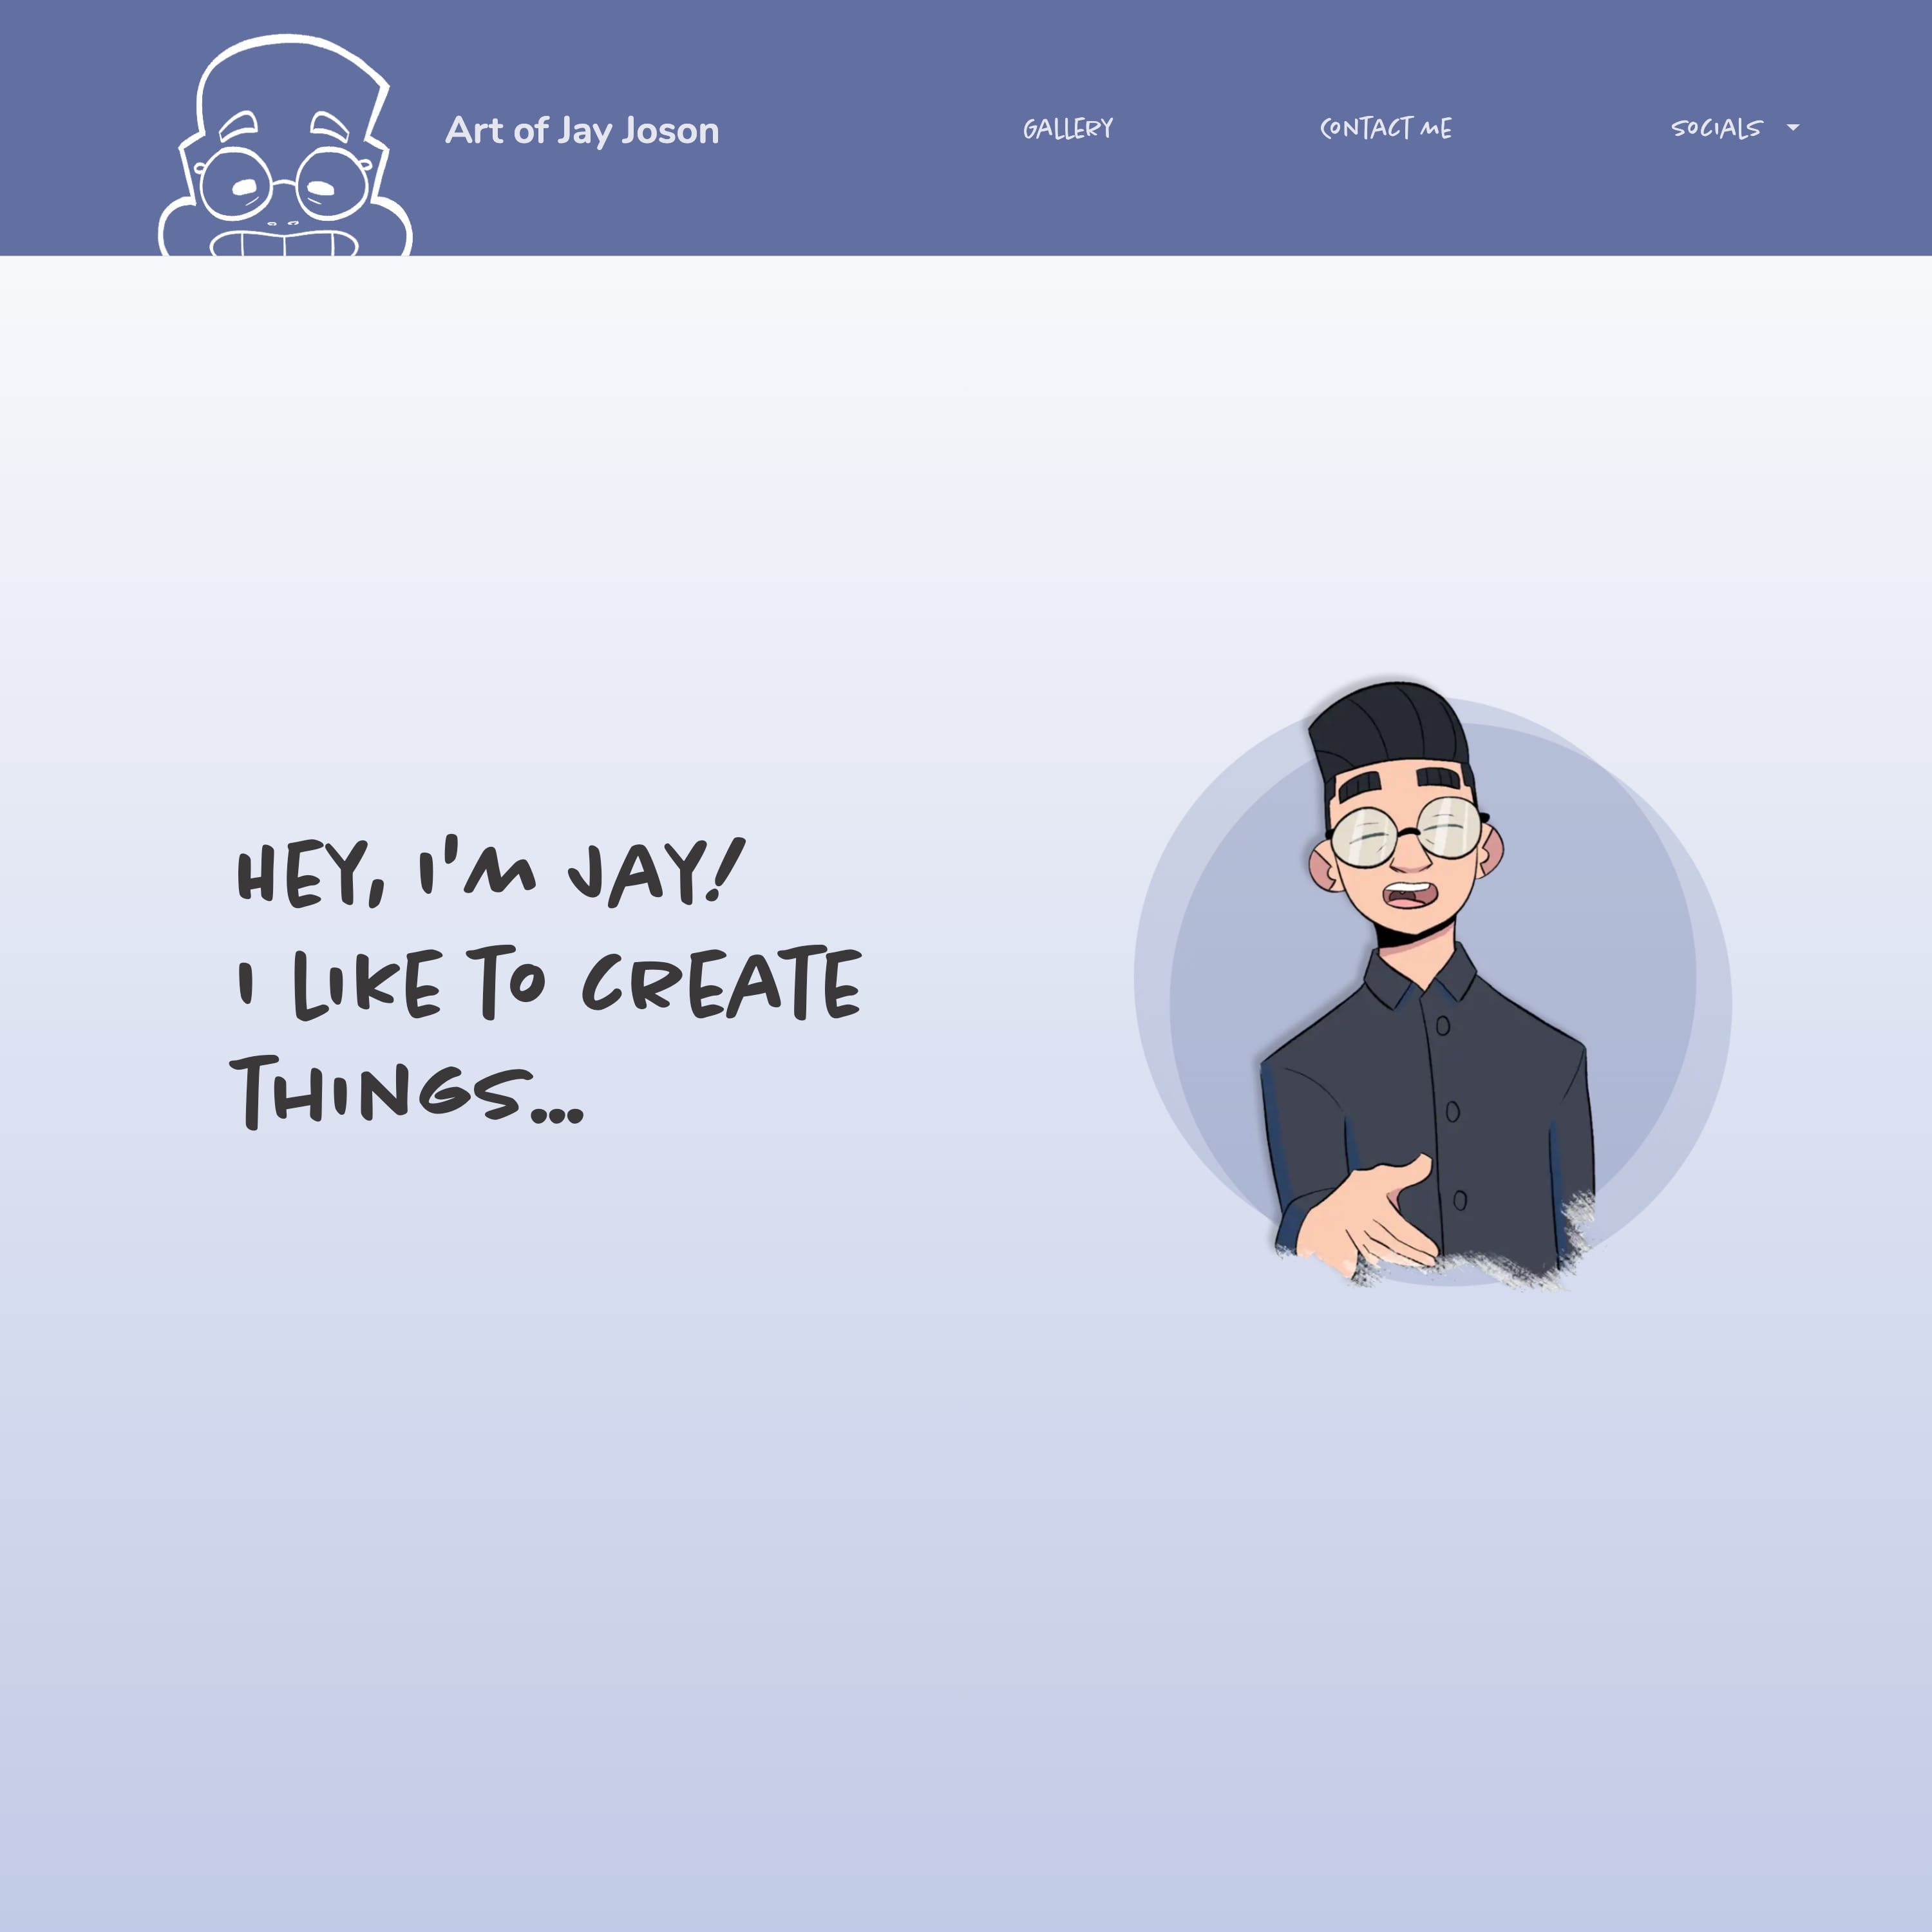 Art of Jay Joson
GALLERY
CONTACT ME
SOCIALS
HEY, I'M JAY!
I LIKE TO CREATE
THINGS...